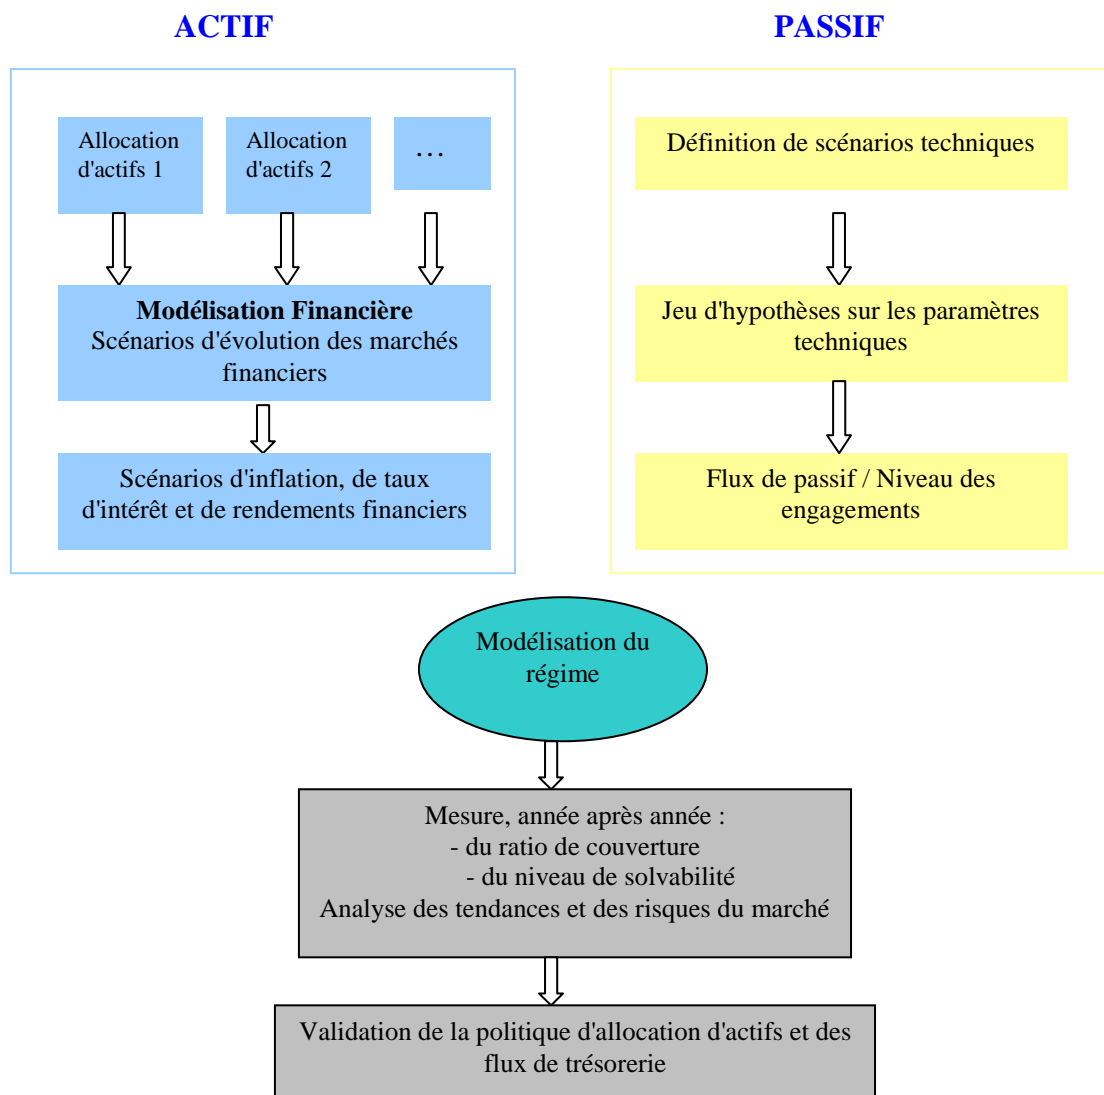 ACTIF
PASSIF
Allocation
d'actifs 1
Allocation
d'actifs 2
…
Modélisation Financière
Scénarios d'évolution des marchés
financiers
Scénarios d'inflation, de taux
d'intérêt et de rendements financiers
Définition de scénarios techniques
Jeu d'hypothèses sur les paramètres
techniques
Flux de passif / Niveau des
engagements
Modélisation du
régime
Mesure, année après année :
- du ratio de couverture
- du niveau de solvabilité
Analyse des tendances et des risques du marché
Validation de la politique d'allocation d'actifs et des
flux de trésorerie